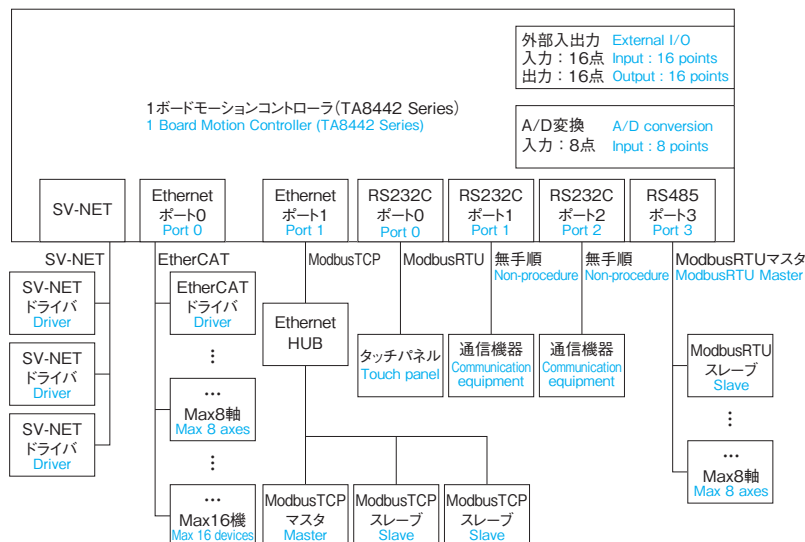 外部入出力 External I/O
入力：16点 Input : 16 points
出力：16点 Output : 16 points
1ボードモーションコントローラ（TA8442 Series）
1 Board Motion Controller (TA8442 Series)
A/D変換 A/D conversion
入力：8点 Input : 8 points
SV-NET
Ethernet
ポート0
Port 0
Ethernet
ポート1
Port 1
RS232C
ポート0
Port 0
RS232C
ポート1
Port 1
RS232C
ポート2
Port 2
RS485
ポート3
Port 3
SV-NET
EtherCAT
ModbusTCP
ModbusRTU
無手順
Non-procedure
無手順
Non-procedure
ModbusRTUマスタ
ModbusRTU Master
SV-NET
ドライバ
Driver
SV-NET
ドライバ
Driver
SV-NET
ドライバ
Driver
EtherCAT
ドライバ
Driver
⋮
…
Max8軸
Max 8 axes
⋮
…
Max16機
Max 16 devices
Ethernet
HUB
ModbusTCP
マスタ
Master
ModbusTCP
スレーブ
Slave
ModbusTCP
スレーブ
Slave
タッチパネル
Touch panel
通信機器
Communication
equipment
通信機器
Communication
equipment
ModbusRTU
スレーブ
Slave
⋮
…
Max8軸
Max 8 axes